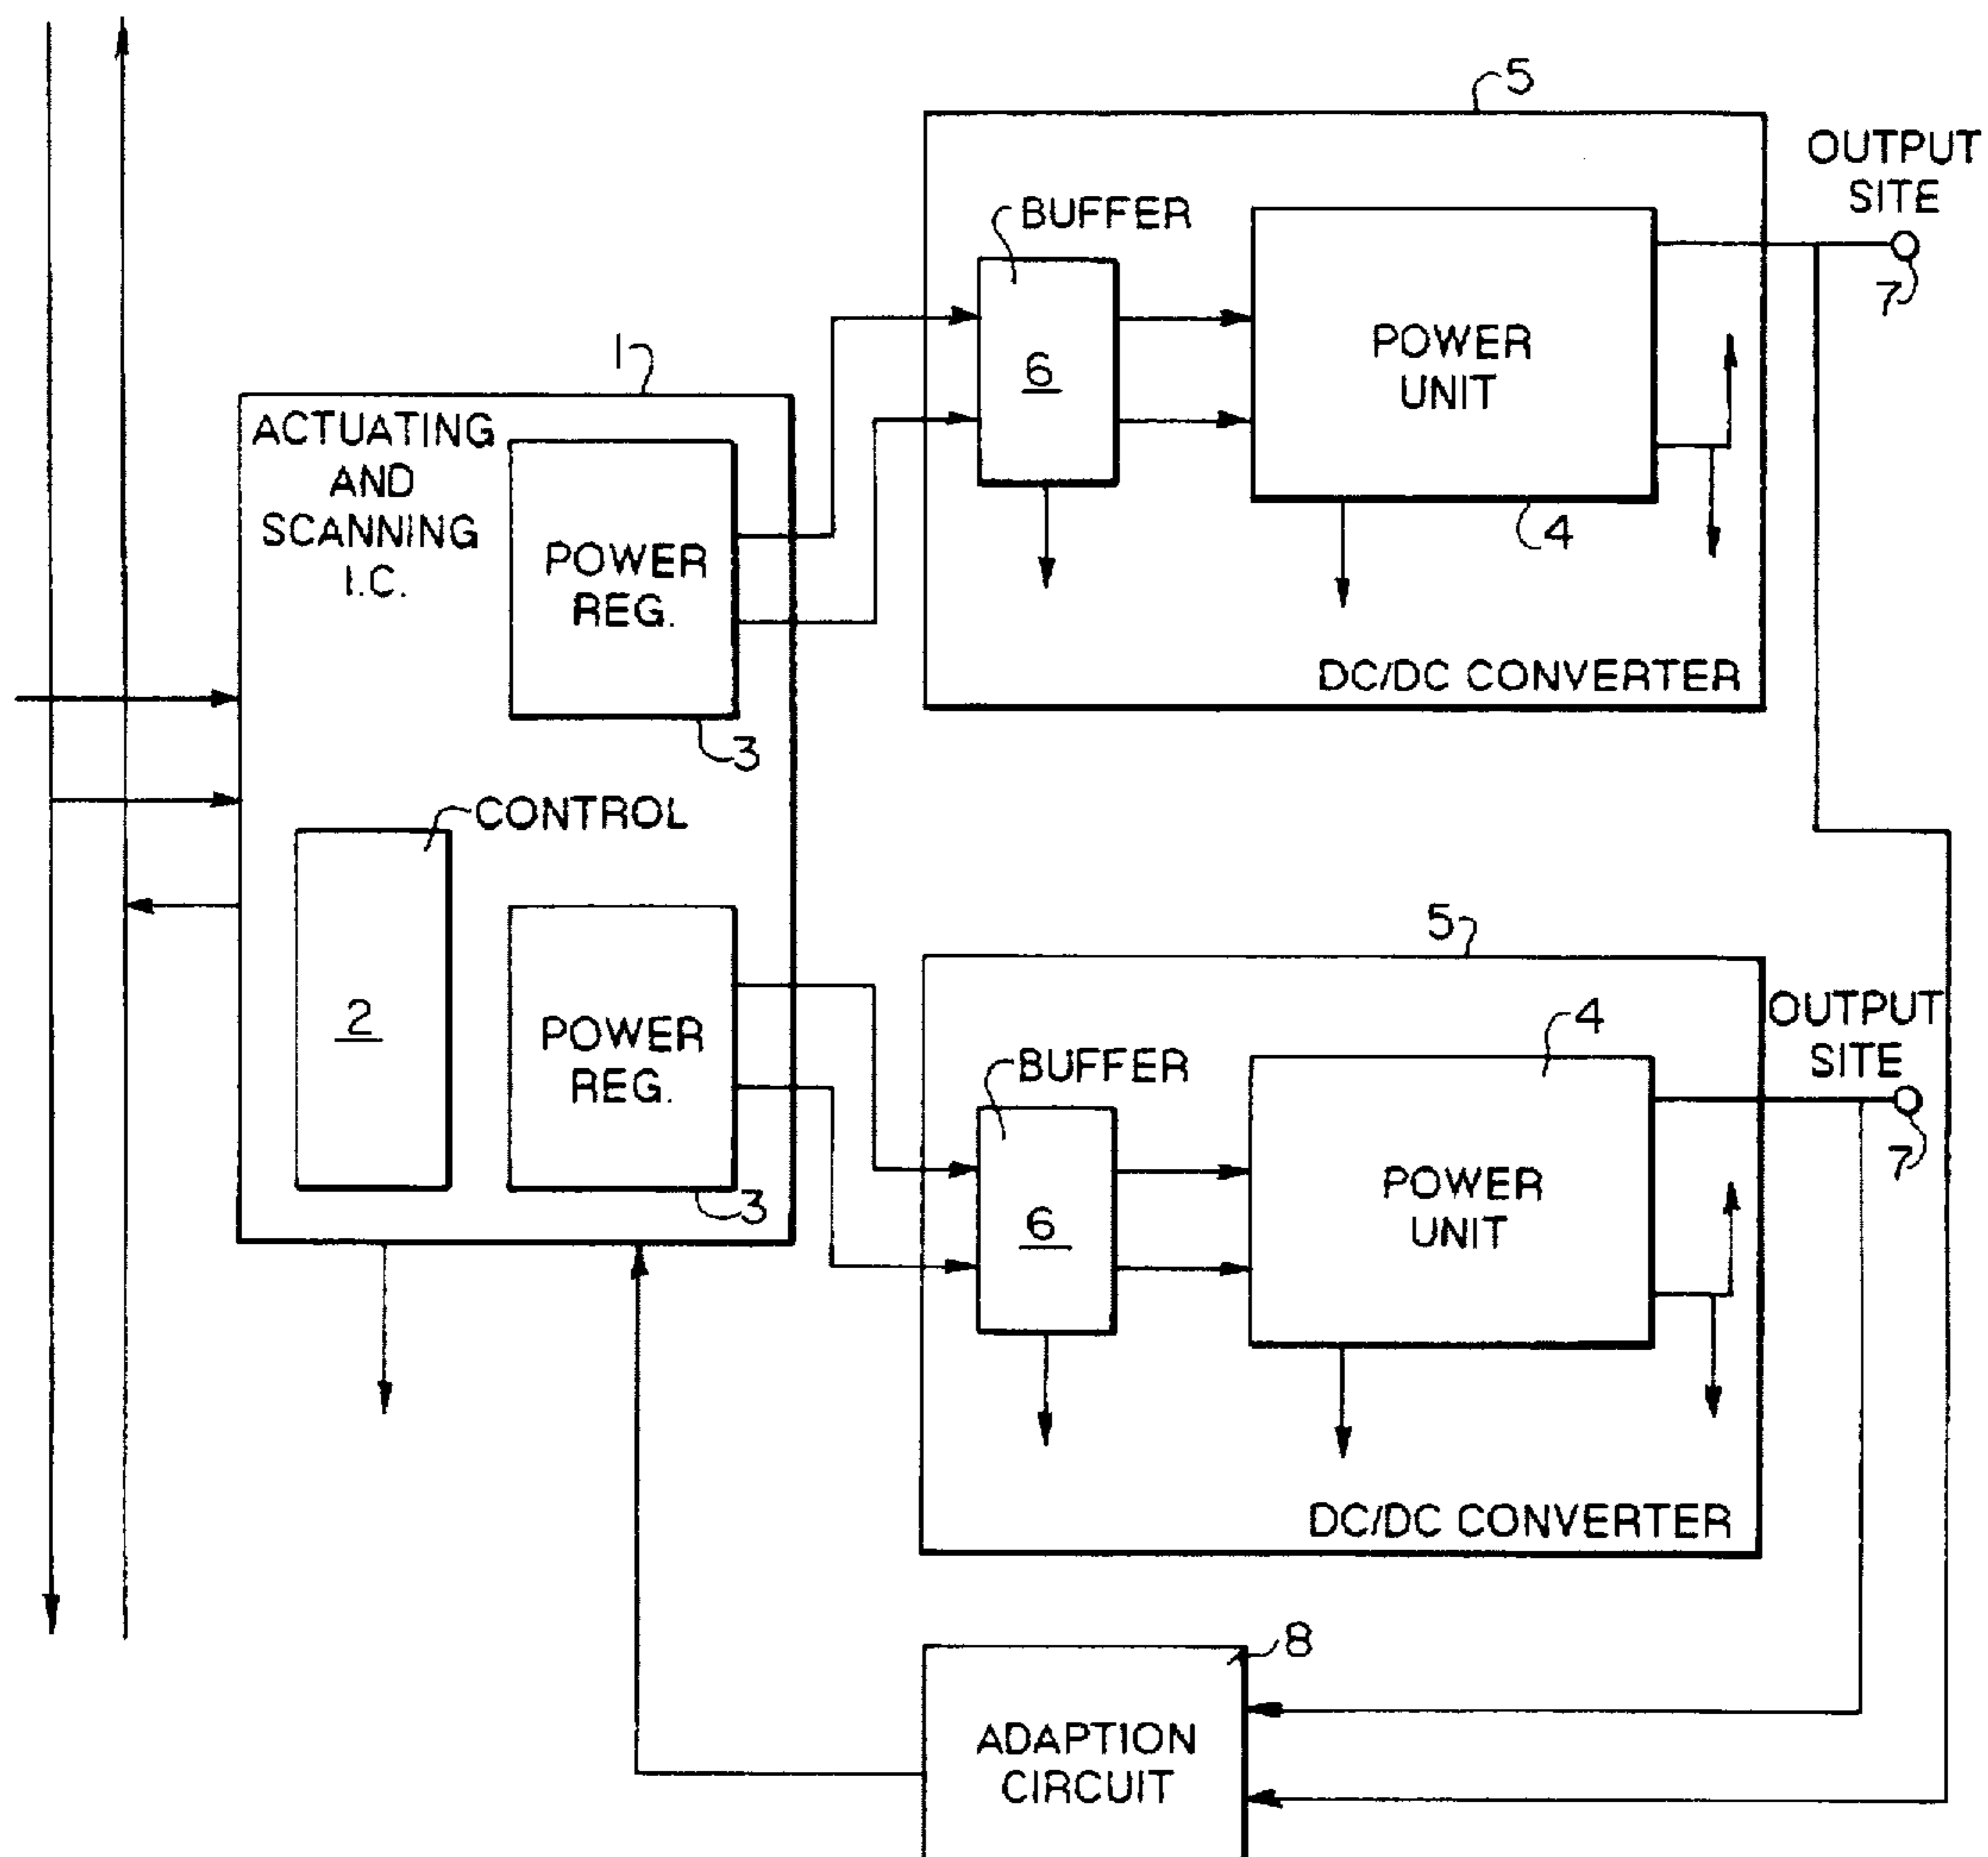 5
OUTPUT
SITE
7
BUFFER
6
POWER
UNIT
4
DC/DC CONVERTER
1
ACTUATING
AND
SCANNING
I.C.
POWER
REG.
3
CONTROL
2
POWER
REG.
3
5
OUTPUT
SITE
7
BUFFER
6
4
POWER
UNIT
DC/DC CONVERTER
8
ADAPTION
CIRCUIT